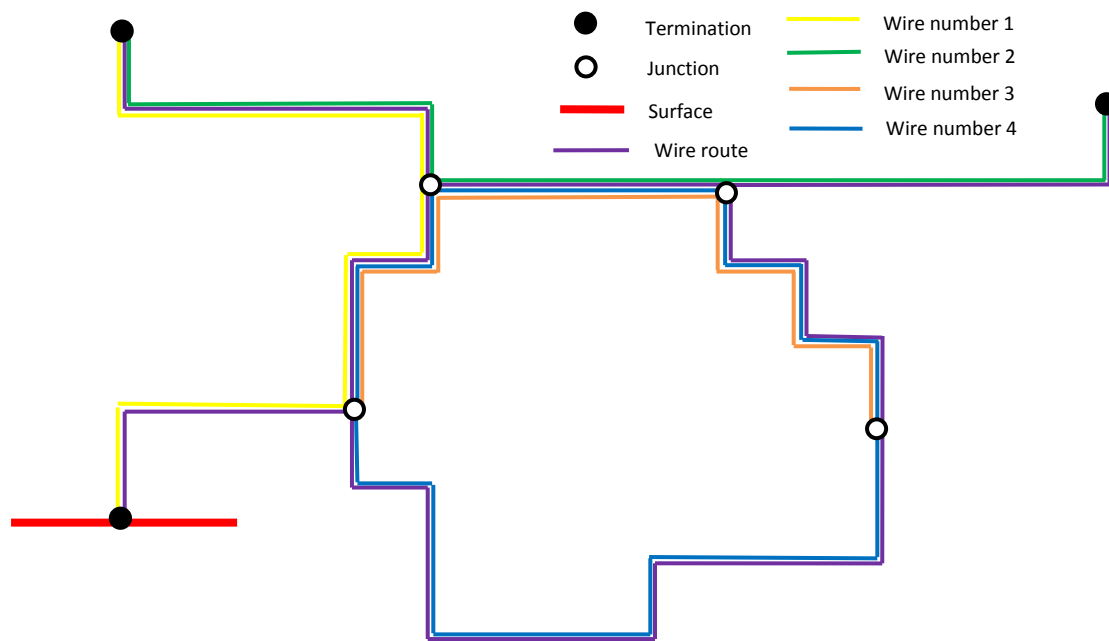 Termination
Junction
Surface
Wire route
Wire number 1
Wire number 2
Wire number 3
Wire number 4